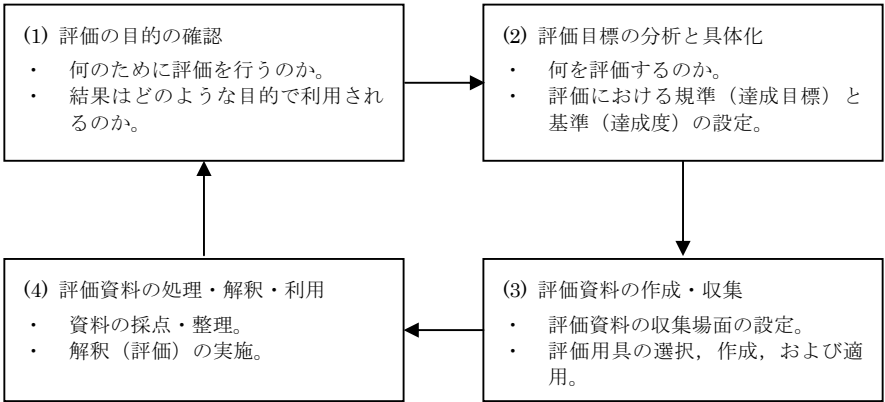 (1) 評価の目的の確認
・ 何のために評価を行うのか。
・ 結果はどのような目的で利用され
るのか。
(2) 評価目標の分析と具体化
・ 何を評価するのか。
・ 評価における規準（達成目標）と
基準（達成度）の設定。
(3) 評価資料の作成・収集
・ 評価資料の収集場面の設定。
・ 評価用具の選択，作成，および適
用。
(4) 評価資料の処理・解釈・利用
・ 資料の採点・整理。
・ 解釈（評価）の実施。